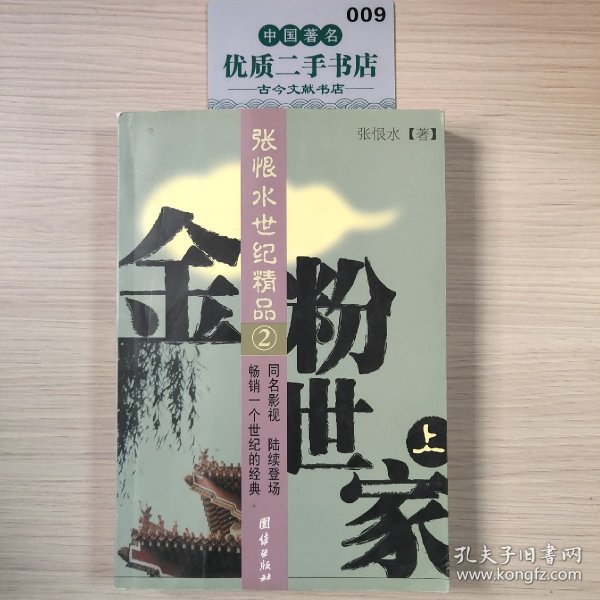 009
中国著名
优质二手书店
古今文献书店
张恨水【著】
张恨水世纪精品
②
金粉世家
上
同名影视 陆续登场
畅销一个世纪的经典
团结出版社
孔夫子旧书网
www.kongfz.com